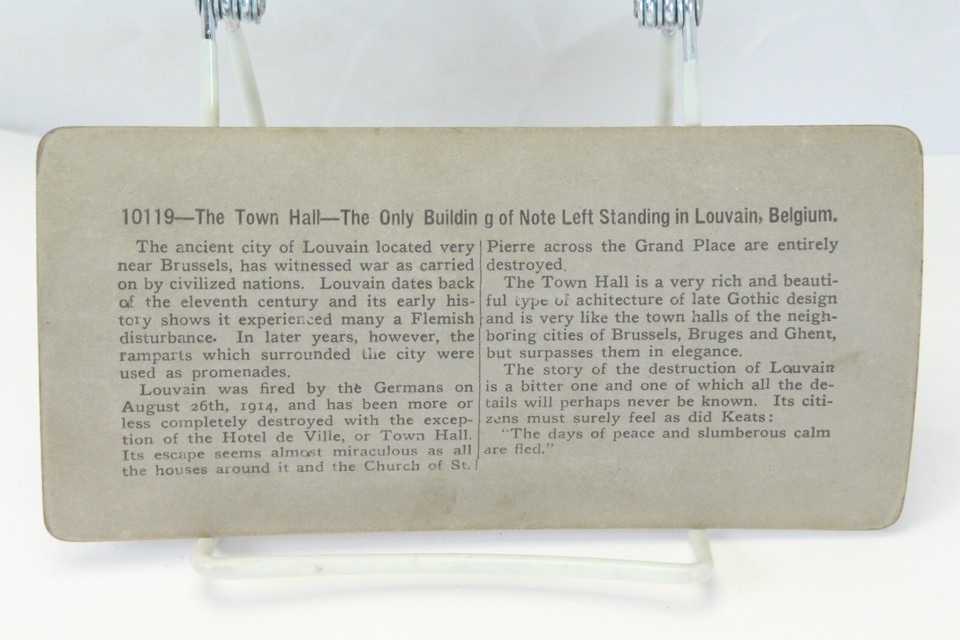 10119—The Town Hall—The Only Buildin g of Note Left Standing in Louvain, Belgium.
The ancient city of Louvain located very
near Brussels, has witnessed war as carried
on by civilized nations. Louvain dates back
of the eleventh century and its early his-
tory shows it experienced many a Flemish
disturbance. In later years, however, the
ramparts which surrounded the city were
used as promenades.
Louvain was fired by the Germans on
August 26th, 1914, and has been more or
less completely destroyed with the excep-
tion of the Hotel de Ville, or Town Hall.
Its escape seems almost miraculous as all
the houses around it and the Church of St.
Pierre across the Grand Place are entirely
destroyed.
The Town Hall is a very rich and beauti-
ful type of achitecture of late Gothic design
and is very like the town halls of the neigh-
boring cities of Brussels, Bruges and Ghent,
but surpasses them in elegance.
The story of the destruction of Louvain
is a bitter one and one of which all the de-
tails will perhaps never be known. Its citi-
zens must surely feel as did Keats:
"The days of peace and slumberous calm
are fled."